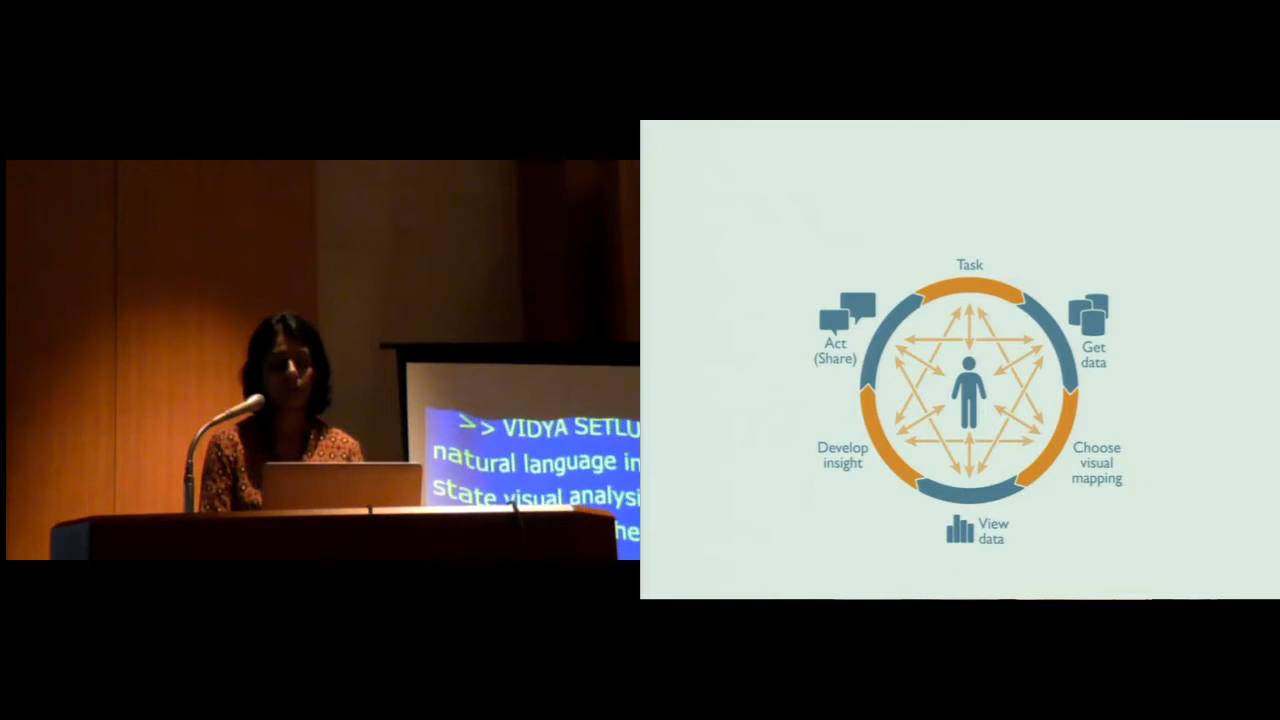 > > VIDYA SETLU
natural language in
state visual analysi
he
Task
Act
(Share)
Get
data
Develop
insight
Choose
visual
mapping
View
data